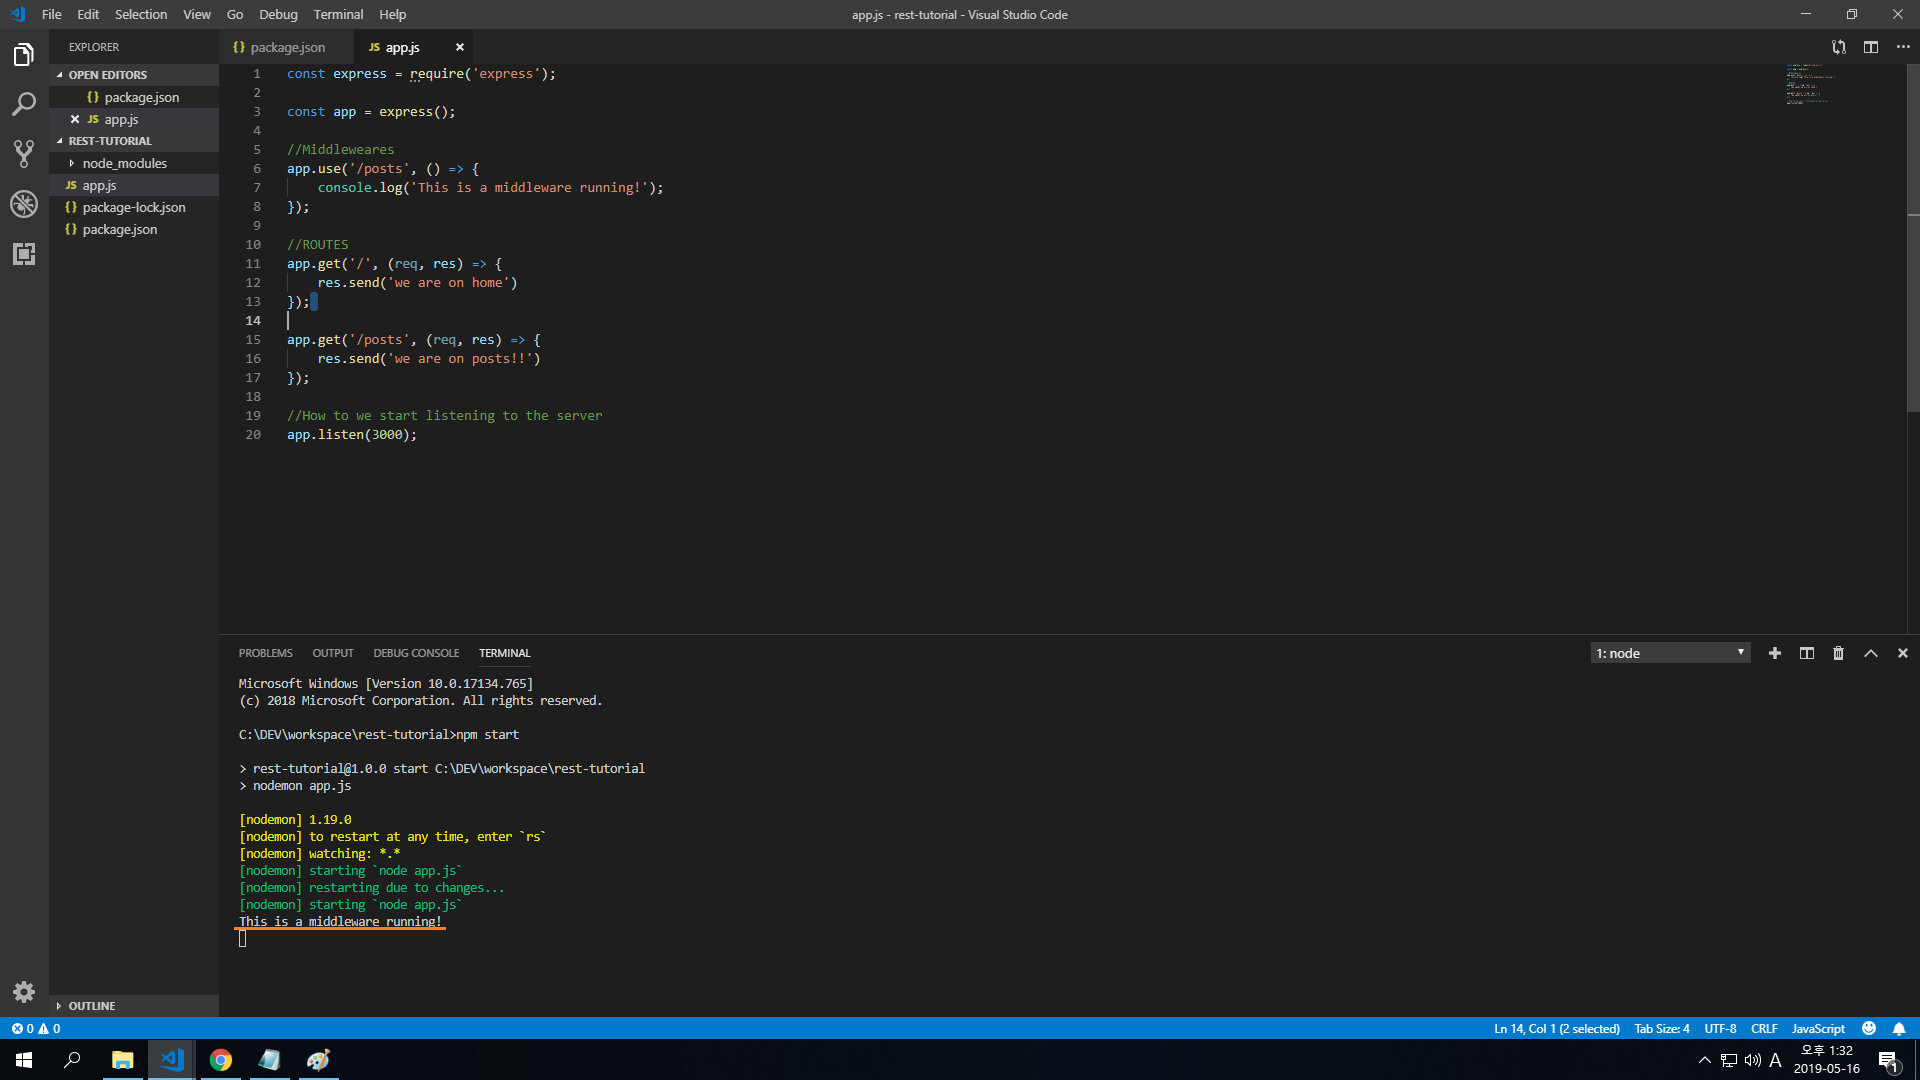 File Edit Selection View Go Debug Terminal Help
app.js - rest-tutorial - Visual Studio Code
EXPLORER
OPEN EDITORS
{} package.json
JS app.js
REST-TUTORIAL
node_modules
JS app.js
{} package-lock.json
{} package.json
OUTLINE
{} package.json
JS app.js
1 const express = require('express');
2
3 const app = express();
4
5 //Middleweares
6 app.use('/posts', () => {
7 console.log('This is a middleware running!');
8 });
9
10 //ROUTES
11 app.get('/', (req, res) => {
12 res.send('we are on home')
13 });
14
15 app.get('/posts', (req, res) => {
16 res.send('we are on posts!!')
17 });
18
19 //How to we start listening to the server
20 app.listen(3000);
PROBLEMS OUTPUT DEBUG CONSOLE TERMINAL
1: node
Microsoft Windows [Version 10.0.17134.765]
(c) 2018 Microsoft Corporation. All rights reserved.
C:\DEV\workspace\rest-tutorial>npm start
> rest-tutorial@1.0.0 start C:\DEV\workspace\rest-tutorial
> nodemon app.js
[nodemon] 1.19.0
[nodemon] to restart at any time, enter `rs`
[nodemon] watching: *.*
[nodemon] starting `node app.js`
[nodemon] restarting due to changes...
[nodemon] starting `node app.js`
This is a middleware running!
0 0
Ln 14, Col 1 (2 selected) Tab Size: 4 UTF-8 CRLF JavaScript
A
오후 1:32
2019-05-16
1